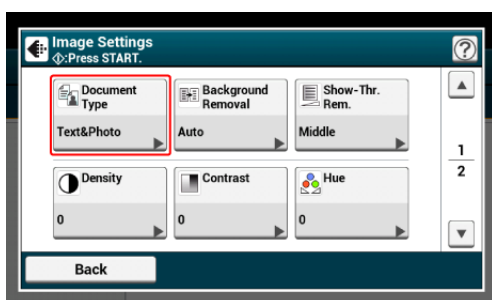 Image Settings
:Press START.
?
Document
Type
Text&Photo
Background
Removal
Auto
Show-Thr.
Rem.
Middle
1
2
Density
0
Contrast
0
Hue
0
Back